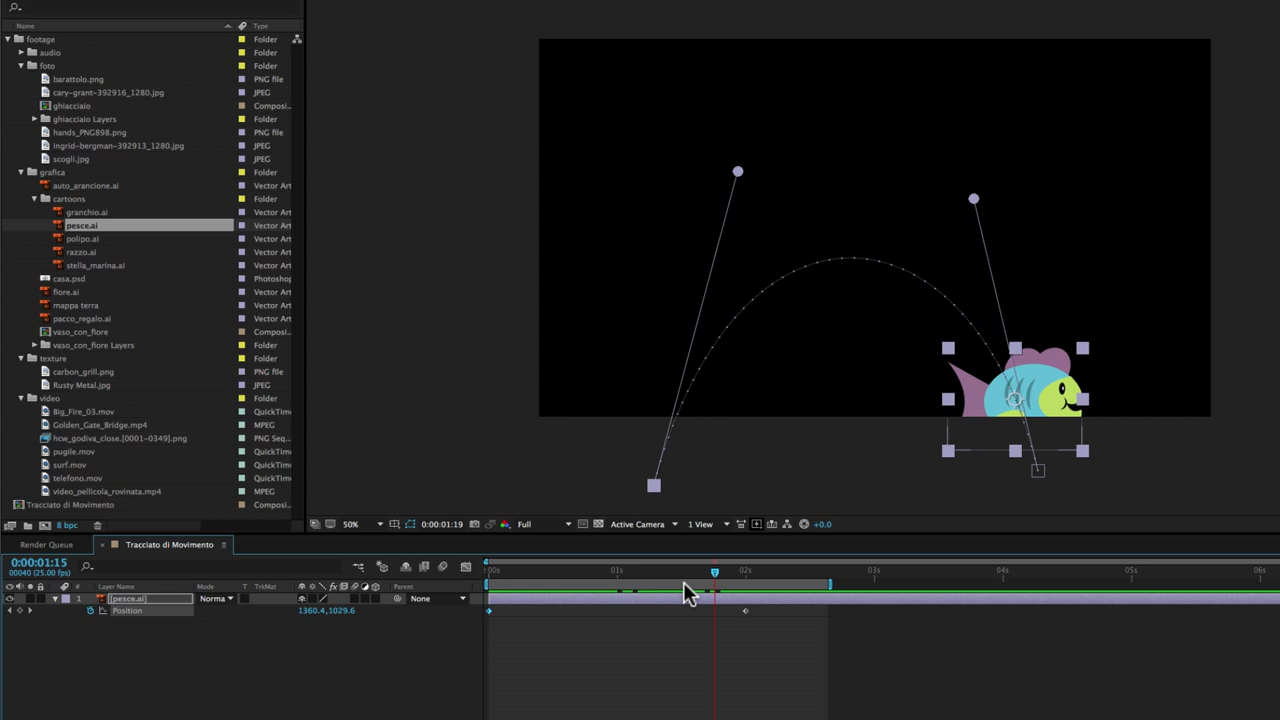 Name Type
footage Folder
audio Folder
foto Folder
barattolo.png PNG file
cary-grant-392916_1280.jpg JPEG
ghiacciaio Composi...
ghiacciaio Layers Folder
hands_PNG898.png PNG file
ingrid-bergman-392913_1280.jpg JPEG
scogli.jpg JPEG
grafica Folder
auto_arancione.ai Vector Art
cartoons Folder
granchio.ai Vector Art
pesce.ai Vector Art
polipo.ai Vector Art
razzo.ai Vector Art
stella_marina.ai Vector Art
casa.psd Photoshop
fiore.ai Vector Art
mappa terra Vector Art
pacco_regalo.ai Vector Art
vaso_con_fiore Composi...
vaso_con_fiore Layers Folder
texture Folder
carbon_grill.png PNG file
Rusty Metal.jpg JPEG
video Folder
Big_Fire_03.mov QuickTime
Golden_Gate_Bridge.mp4 MPEG
hcw_godiva_close.[0001-0349].png PNG Seq
pugile.mov QuickTime
surf.mov QuickTime
telefono.mov QuickTime
video_pellicola_rovinata.mp4 MPEG
Tracciato di Movimento Composi...
8 bpc
50% 0:00:01:19 Full Active Camera 1 View +0.0
Render Queue × Tracciato di Movimento
0:00:01:15
00040 (25.00 fps)
:00s 01s 02s 03s 04s 05s 06s
# Layer Name Mode T TrkMat Parent
1 [pesce.ai] Norma None
Position 1360.4,1029.6